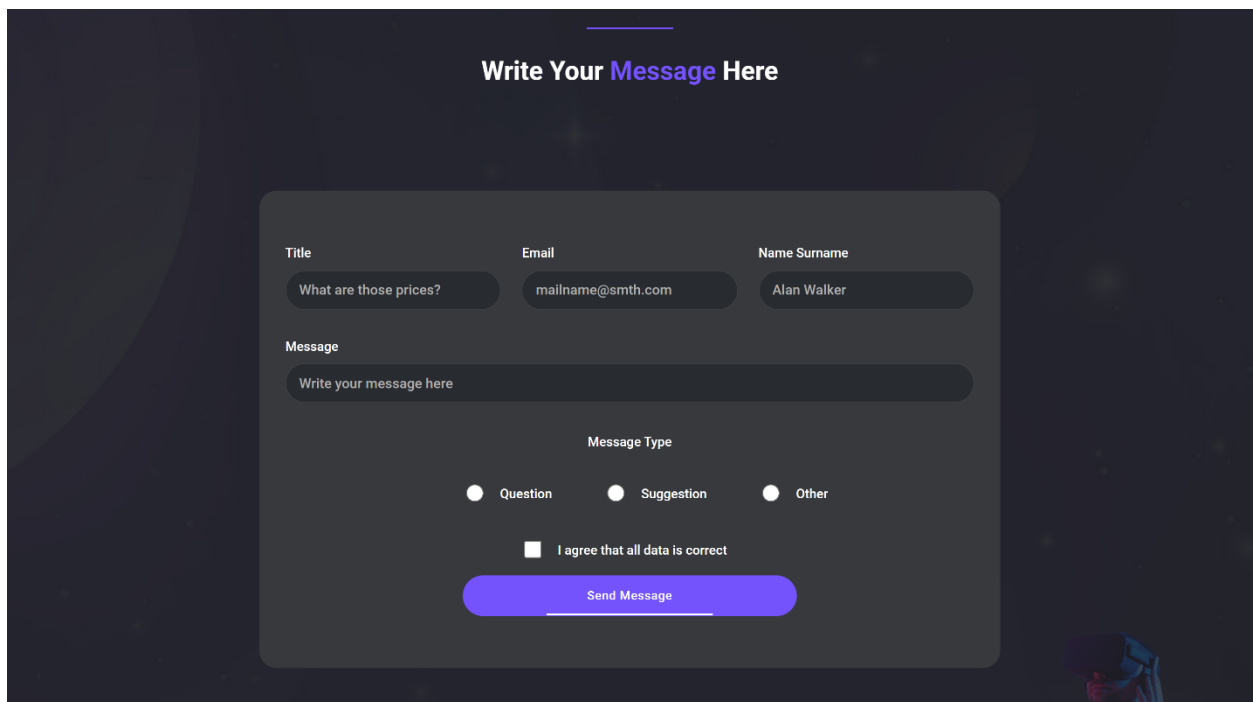 Write Your Message Here
Title Email Name Surname
What are those prices? mailname@smth.com Alan Walker
Message
Write your message here
Message Type
Question Suggestion Other
I agree that all data is correct
Send Message